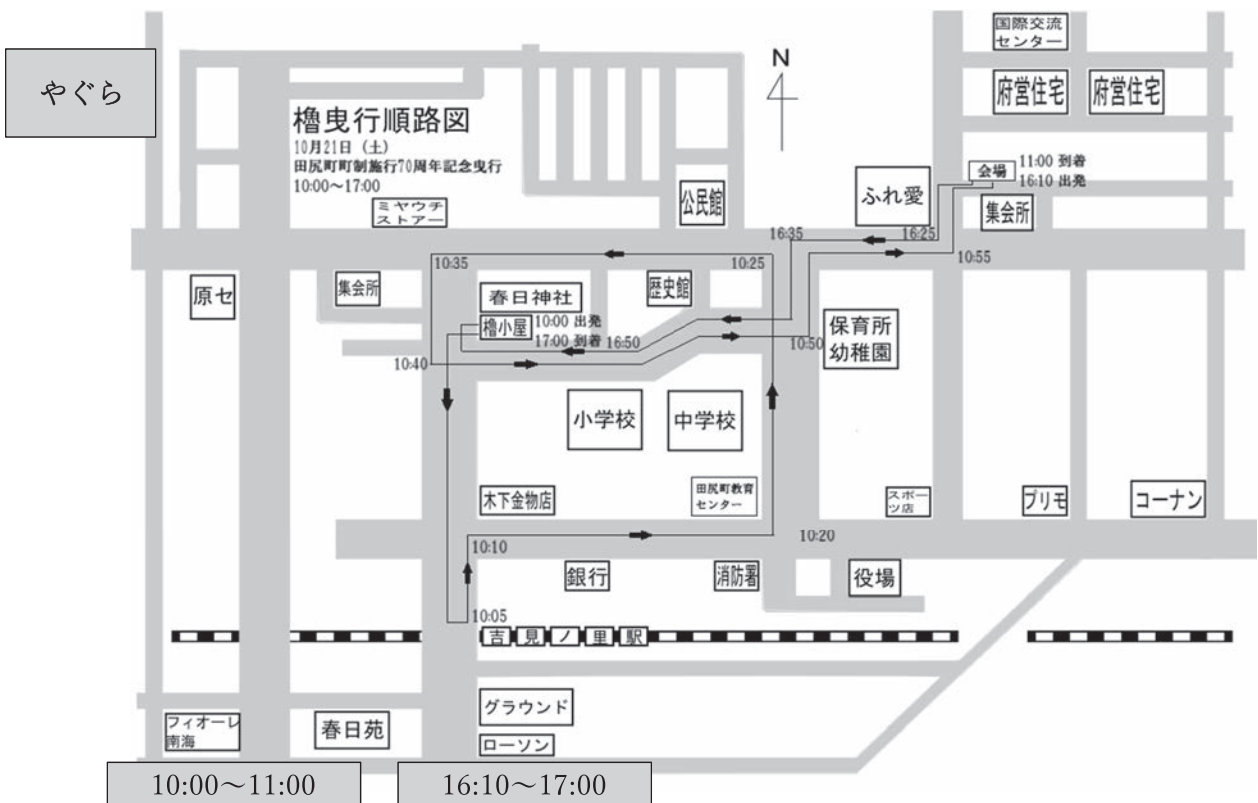 やぐら
国際交流
センター
N
府営住宅
府営住宅
櫓曳行順路図
10月21日（土）
田尻町町制施行70周年記念曳行
10:00〜17:00
ミヤウチ
ストアー
公民館
ふれ愛
会場
11:00 到着
16:10 出発
集会所
16:35
16:25
10:35
10:25
10:55
原セ
集会所
春日神社
歴史館
櫓小屋
10:00 出発
17:00 到着
16:50
10:50
保育所
幼稚園
10:40
小学校
中学校
木下金物店
田尻町教育
センター
スポー
ツ店
プリモ
コーナン
10:10
10:20
銀行
消防署
役場
10:05
吉見ノ里駅
グラウンド
フィオーレ
南海
春日苑
ローソン
10:00〜11:00
16:10〜17:00